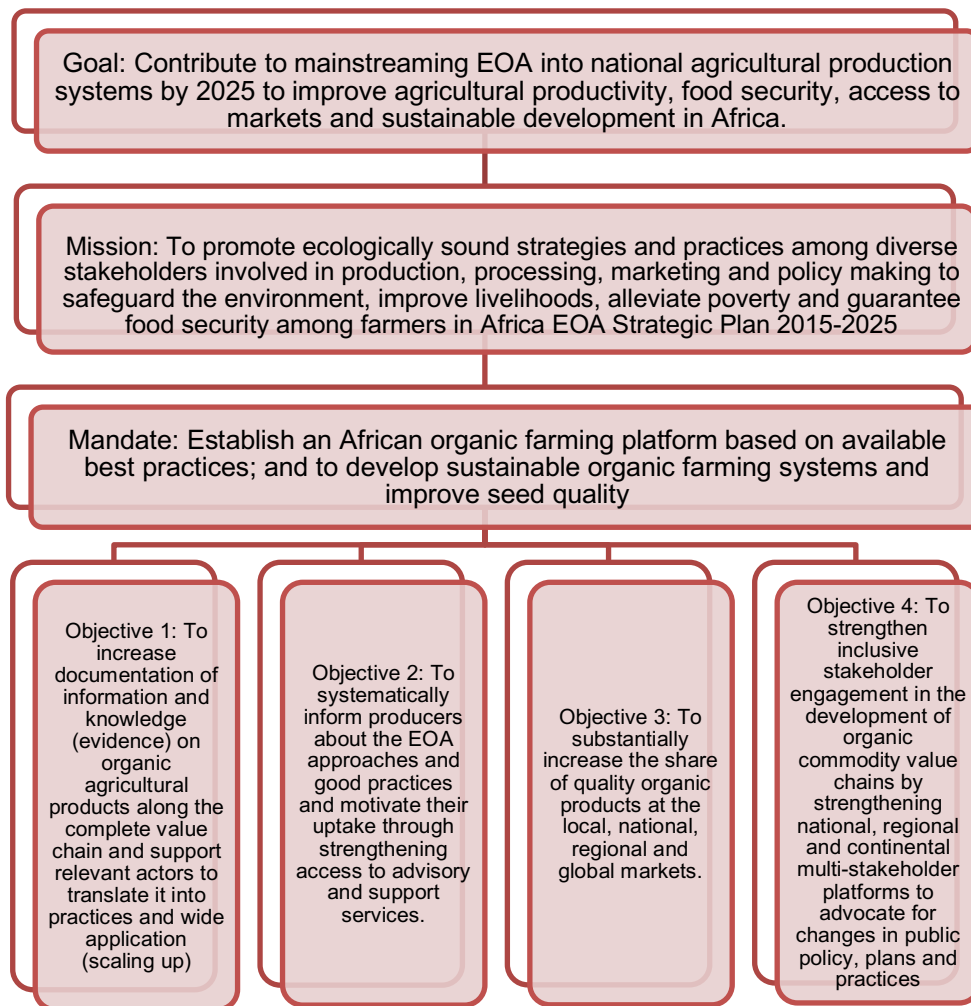 Goal: Contribute to mainstreaming EOA into national agricultural production
systems by 2025 to improve agricultural productivity, food security, access to
markets and sustainable development in Africa.
Mission: To promote ecologically sound strategies and practices among diverse
stakeholders involved in production, processing, marketing and policy making to
safeguard the environment, improve livelihoods, alleviate poverty and guarantee
food security among farmers in Africa EOA Strategic Plan 2015-2025
Mandate: Establish an African organic farming platform based on available
best practices; and to develop sustainable organic farming systems and
improve seed quality
Objective 1: To
increase
documentation of
information and
knowledge
(evidence) on
organic
agricultural
products along the
complete value
chain and support
relevant actors to
translate it into
practices and wide
application
(scaling up)
Objective 2: To
systematically
inform producers
about the EOA
approaches and
good practices
and motivate their
uptake through
strengthening
access to advisory
and support
services.
Objective 3: To
substantially
increase the share
of quality organic
products at the
local, national,
regional and
global markets.
Objective 4: To
strengthen
inclusive
stakeholder
engagement in the
development of
organic
commodity value
chains by
strengthening
national, regional
and continental
multi-stakeholder
platforms to
advocate for
changes in public
policy, plans and
practices